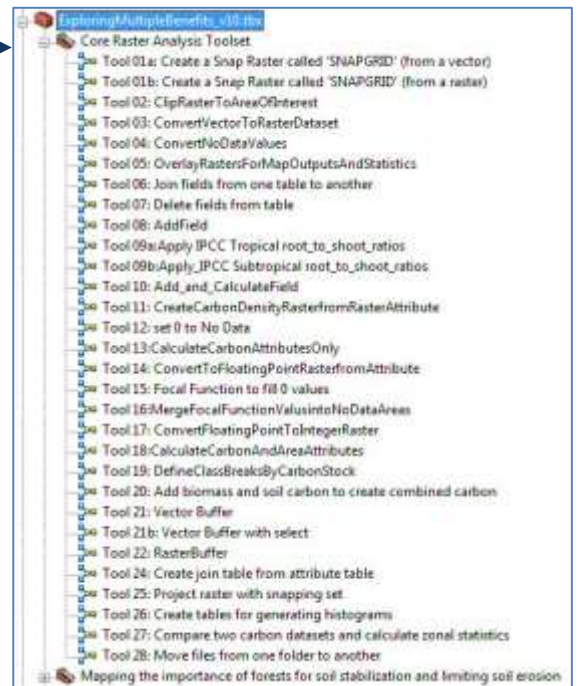 ExploringMultipleBenefits_v10.tbx
Core Raster Analysis Toolset
Tool 01a: Create a Snap Raster called 'SNAPGRID' (from a vector)
Tool 01b: Create a Snap Raster called 'SNAPGRID' (from a raster)
Tool 02: ClipRasterToAreaOfInterest
Tool 03: ConvertVectorToRasterDataset
Tool 04: ConvertNoDataValues
Tool 05: OverlayRastersForMapOutputsAndStatistics
Tool 06: Join fields from one table to another
Tool 07: Delete fields from table
Tool 08: AddField
Tool 09a:Apply IPCC Tropical root_to_shoot_ratios
Tool 09b:Apply_IPCC Subtropical root_to_shoot_ratios
Tool 10: Add_and_CalculateField
Tool 11: CreateCarbonDensityRasterfromRasterAttribute
Tool 12: set 0 to No Data
Tool 13:CalculateCarbonAttributesOnly
Tool 14: ConvertToFloatingPointRasterfromAttribute
Tool 15: Focal Function to fill 0 values
Tool 16:MergeFocalFunctionValusintoNoDataAreas
Tool 17: ConvertFloatingPointToIntegerRaster
Tool 18:CalculateCarbonAndAreaAttributes
Tool 19: DefineClassBreaksByCarbonStock
Tool 20: Add biomass and soil carbon to create combined carbon
Tool 21: Vector Buffer
Tool 21b: Vector Buffer with select
Tool 22: RasterBuffer
Tool 24: Create join table from attribute table
Tool 25: Project raster with snapping set
Tool 26: Create tables for generating histograms
Tool 27: Compare two carbon datasets and calculate zonal statistics
Tool 28: Move files from one folder to another
Mapping the importance of forests for soil stabilization and limiting soil erosion